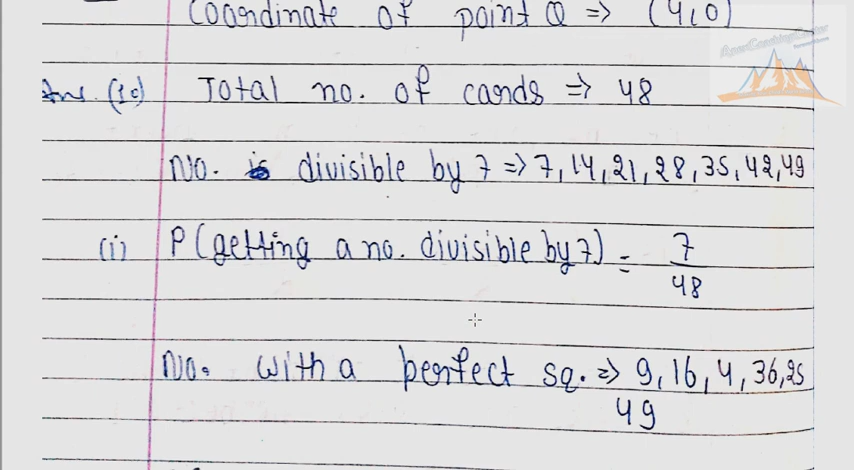 Coordinate of point Q => (4,0)
Ans. (10) Total no. of cards => 48
No. is divisible by 7 => 7, 14, 21, 28, 35, 42, 49
(i) P(getting a no. divisible by 7) = 7/48
No. with a perfect sq. => 9, 16, 4, 36, 25
49